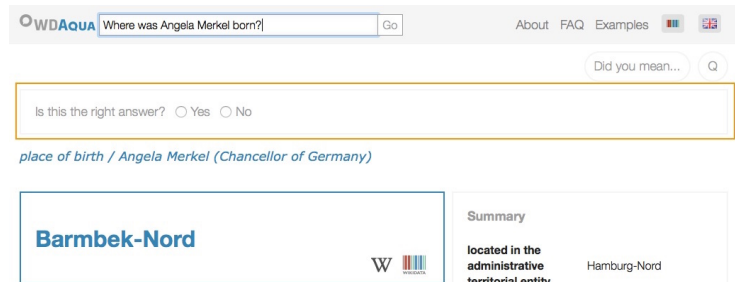 WDAQUA Where was Angela Merkel born? Go About FAQ Examples
Did you mean... Q
Is this the right answer? Yes No
place of birth / Angela Merkel (Chancellor of Germany)
Barmbek-Nord
W WIKIDATA
Summary
located in the
administrative Hamburg-Nord
territorial entity